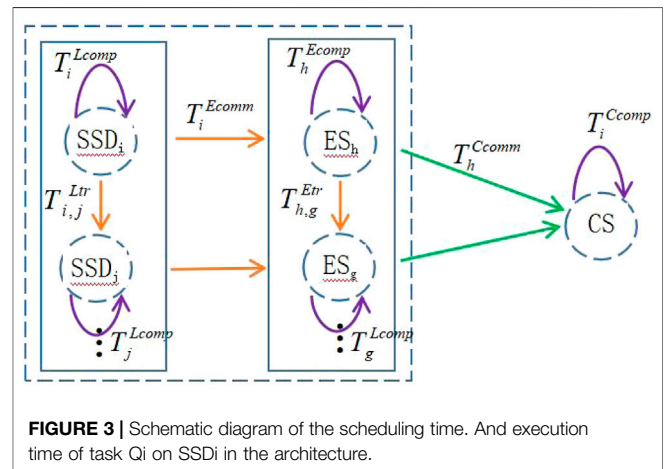 T_i^{Lcomp}
T_h^{Ecomp}
T_i^{Ecomm}
T_i^{Ccomp}
SSD_i
ES_h
T_h^{Ccomm}
T_{i,j}^{Ltr}
T_{h,g}^{Etr}
CS
SSD_j
ES_g
T_j^{Lcomp}
T_g^{Lcomp}
FIGURE 3 | Schematic diagram of the scheduling time. And execution
time of task Qi on SSDi in the architecture.